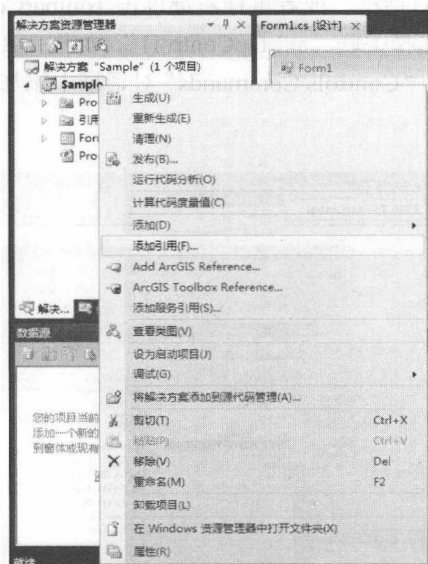 解决方案资源管理器
Form1.cs [设计]
解决方案 "Sample" (1 个项目)
Form1
Sample
Pro
引用
For
Pro
生成(U)
重新生成(E)
清理(N)
发布(B)...
运行代码分析(O)
计算代码度量值(C)
添加(D)
添加引用(F)...
Add ArcGIS Reference...
ArcGIS Toolbox Reference...
添加服务引用(S)...
查看类图(V)
设为启动项目(J)
调试(G)
将解决方案添加到源代码管理(A)...
剪切(T) Ctrl+X
粘贴(P) Ctrl+V
移除(V) Del
重命名(M) F2
卸载项目(L)
在 Windows 资源管理器中打开文件夹(X)
属性(R)
解决...
数据源
您的项目当前
添加一个新的
到窗体或现有
就绪